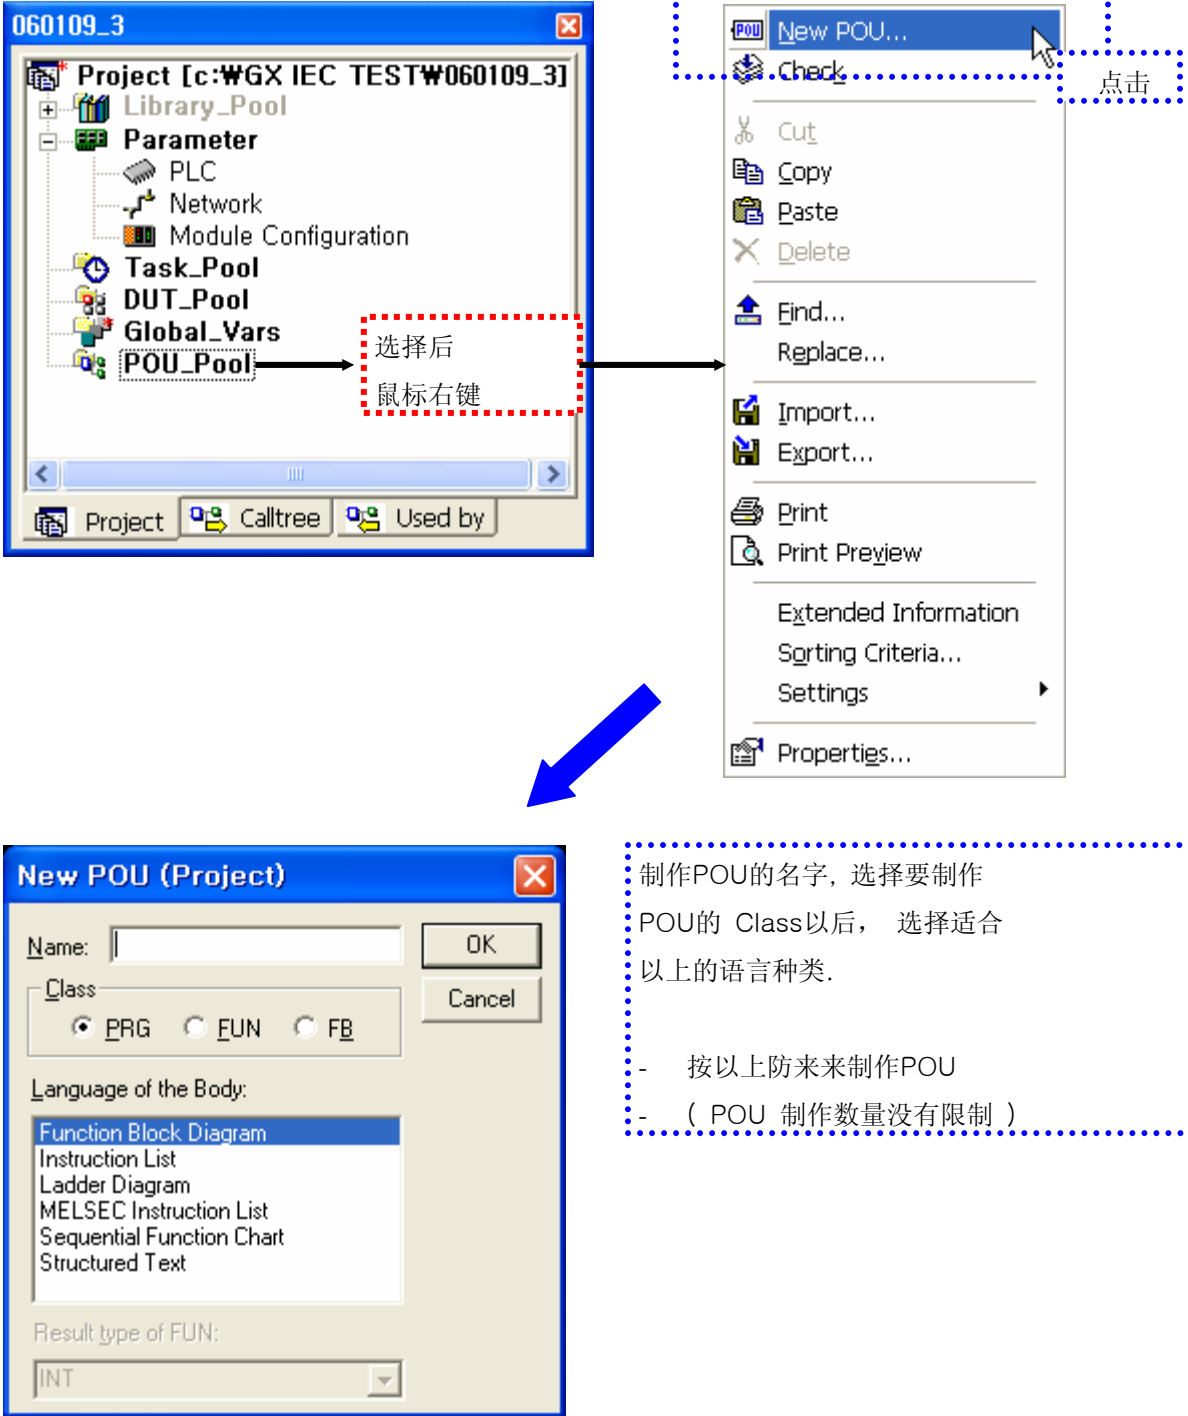 060109_3
Project [c:₩GX IEC TEST₩060109_3]
Library_Pool
Parameter
PLC
Network
Module Configuration
Task_Pool
DUT_Pool
Global_Vars
POU_Pool
选择后
鼠标右键
Project
Calltree
Used by
POU
New POU...
点击
Check
Cut
Copy
Paste
Delete
Find...
Replace...
Import...
Export...
Print
Print Preview
Extended Information
Sorting Criteria...
Settings
Properties...
New POU (Project)
Name:
OK
Cancel
Class
PRG FUN FB
Language of the Body:
Function Block Diagram
Instruction List
Ladder Diagram
MELSEC Instruction List
Sequential Function Chart
Structured Text
Result type of FUN:
INT
制作POU的名字, 选择要制作
POU的 Class以后， 选择适合
以上的语言种类.
- 按以上防来来制作POU
- ( POU 制作数量没有限制 )